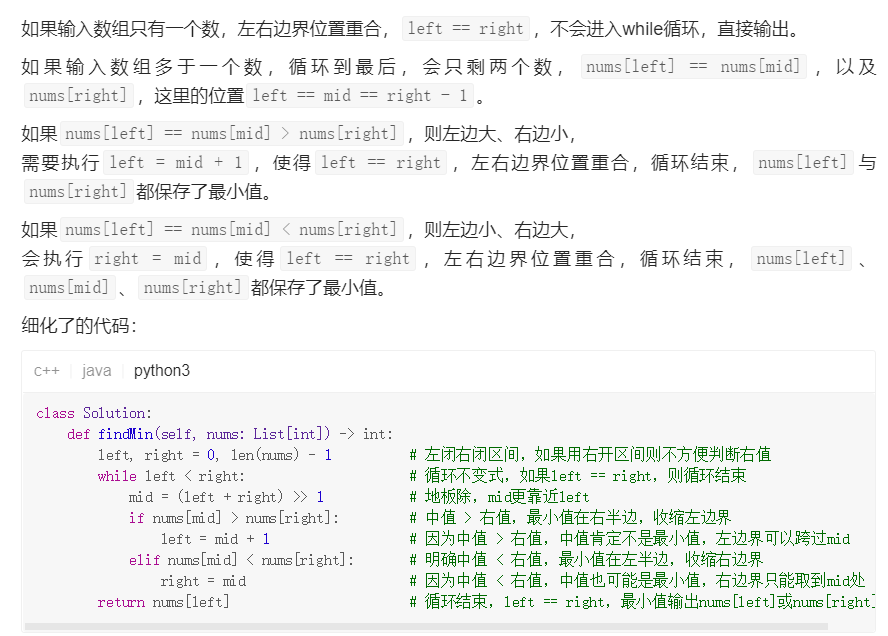 如果输入数组只有一个数，左右边界位置重合， left == right ，不会进入while循环，直接输出。
如果输入数组多于一个数，循环到最后，会只剩两个数， nums[left] == nums[mid] ，以及
nums[right] ，这里的位置 left == mid == right - 1 。
如果 nums[left] == nums[mid] > nums[right] ，则左边大、右边小，
需要执行 left = mid + 1 ，使得 left == right ，左右边界位置重合，循环结束， nums[left] 与
nums[right] 都保存了最小值。
如果 nums[left] == nums[mid] < nums[right] ，则左边小、右边大，
会执行 right = mid ，使得 left == right ，左右边界位置重合，循环结束， nums[left] 、
nums[mid] 、 nums[right] 都保存了最小值。
细化了的代码：
c++ java python3
class Solution:
    def findMin(self, nums: List[int]) -> int:
        left, right = 0, len(nums) - 1          # 左闭右闭区间，如果用右开区间则不方便判断右值
        while left < right:                     # 循环不变式，如果left == right，则循环结束
            mid = (left + right) >> 1           # 地板除，mid更靠近left
            if nums[mid] > nums[right]:         # 中值 > 右值，最小值在右半边，收缩左边界
                left = mid + 1                  # 因为中值 > 右值，中值肯定不是最小值，左边界可以跨过mid
            elif nums[mid] < nums[right]:       # 明确中值 < 右值，最小值在左半边，收缩右边界
                right = mid                     # 因为中值 < 右值，中值也可能是最小值，右边界只能取到mid处
        return nums[left]                       # 循环结束，left == right，最小值输出nums[left]或nums[right]